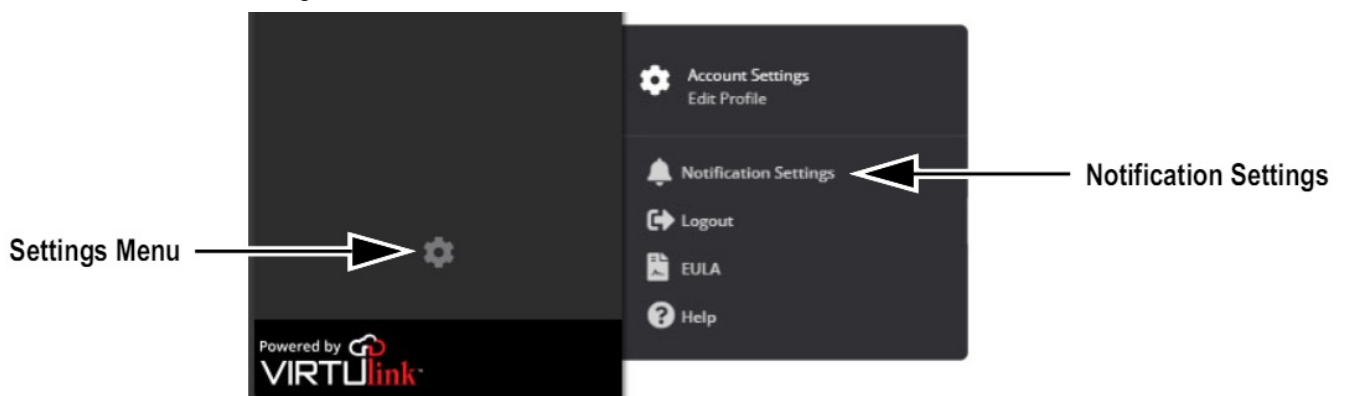 Account Settings
Edit Profile
Notification Settings
Notification Settings
Logout
Settings Menu
EULA
Help
Powered by
VIRTUlink